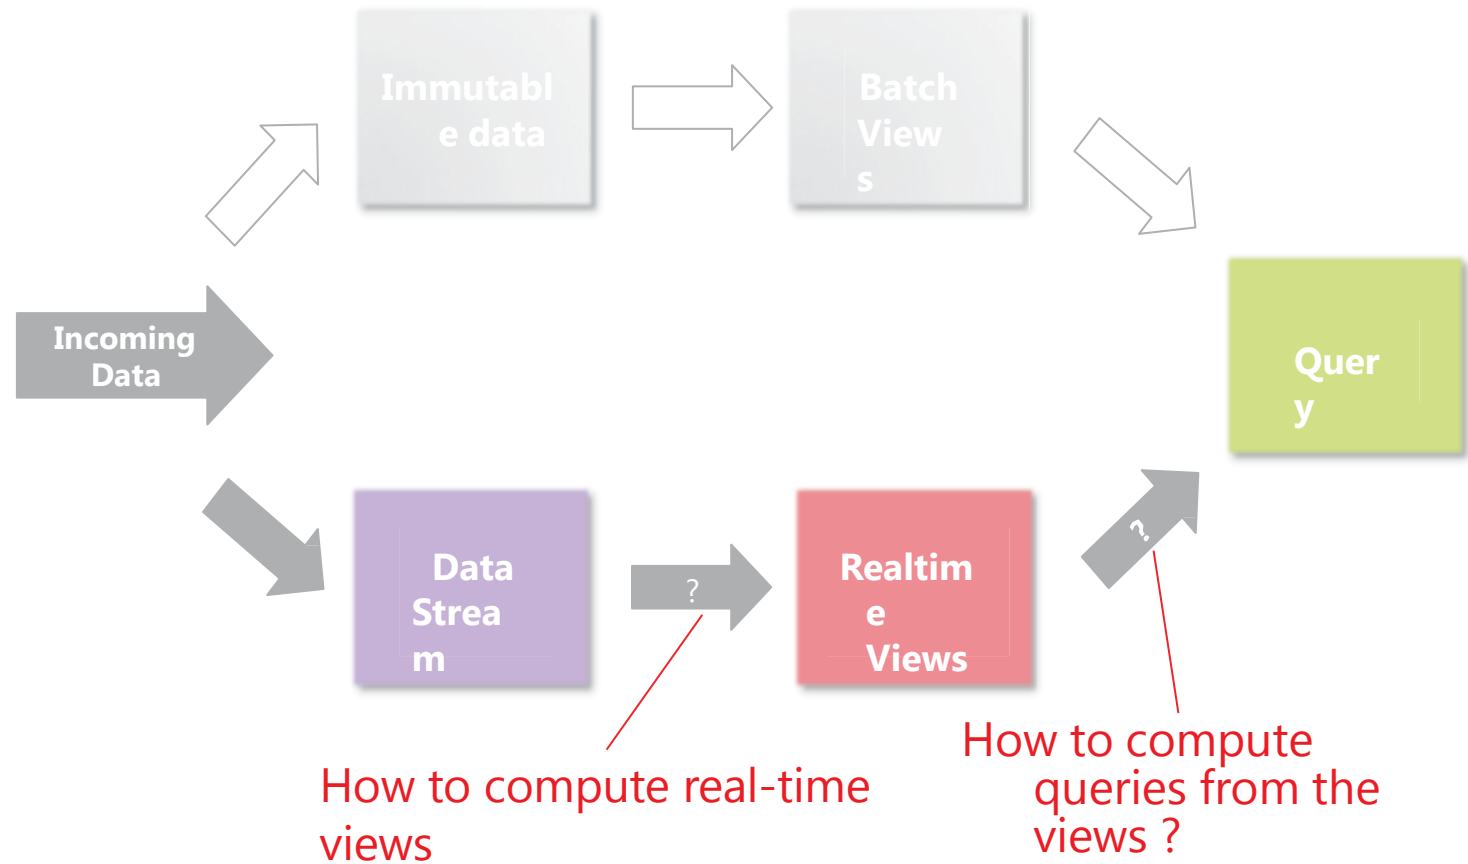 Immutabl
e data
Batch
View
s
Incoming
Data
Quer
y
Data
Strea
m
?
Realtim
e
Views
?
How to compute real-time
views
How to compute
queries from the
views ?